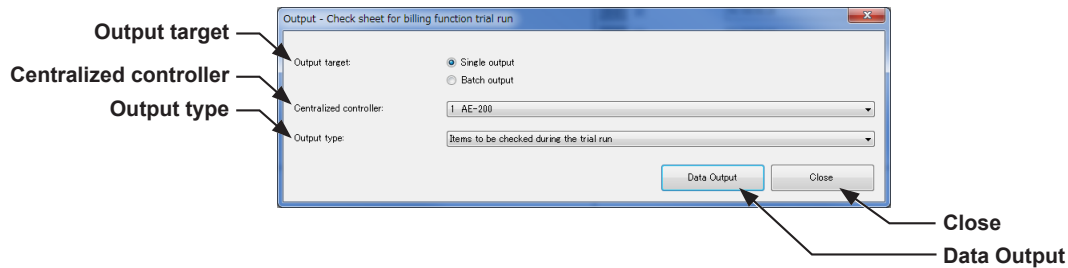 Output - Check sheet for billing function trial run
x
Output target
Output target:
Single output
Batch output
Centralized controller
Centralized controller:
1 AE-200
Output type
Output type:
Items to be checked during the trial run
Data Output
Close
Close
Data Output